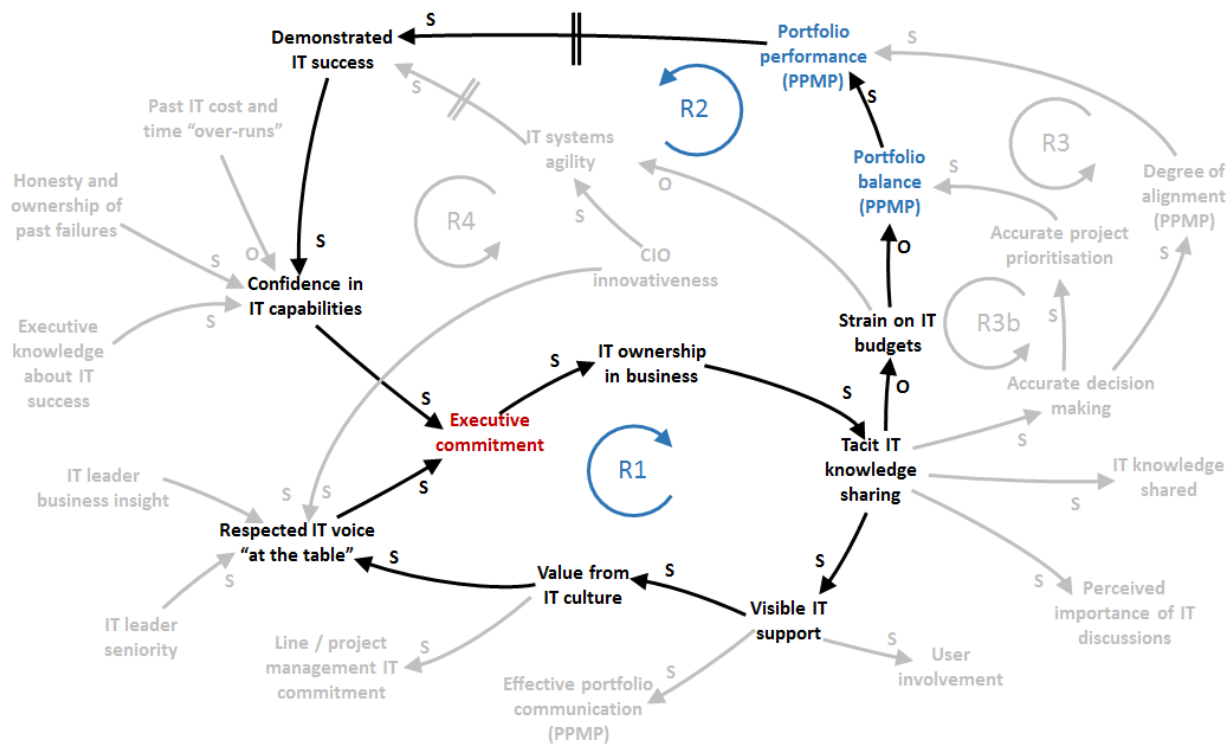 Demonstrated
IT success
S
Portfolio
performance
(PPMP)
S
R2
S
S
Past IT cost and
time “over-runs”
IT systems
agility
R3
Portfolio
balance
(PPMP)
S
Degree of
alignment
(PPMP)
O
Honesty and
ownership of
past failures
R4
S
Accurate project
prioritisation
S
S
O
S
O
Confidence in
IT capabilities
CIO
innovativeness
S
Strain on IT
budgets
R3b
S
Executive
knowledge
about IT
success
IT ownership
in business
S
O
Accurate decision
making
S
S
S
Executive
commitment
R1
Tacit IT
knowledge
sharing
S
IT leader
business insight
S
S
S
IT knowledge
shared
S
Respected IT voice
“at the table”
S
S
S
S
S
Value from
IT culture
Visible IT
support
S
Perceived
importance of IT
discussions
IT leader
seniority
Line / project
management IT
commitment
S
S
S
User
involvement
Effective portfolio
communication
(PPMP)